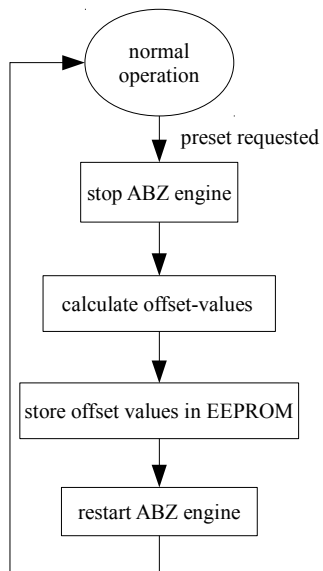 normal
operation
preset requested
stop ABZ engine
calculate offset-values
store offset values in EEPROM
restart ABZ engine